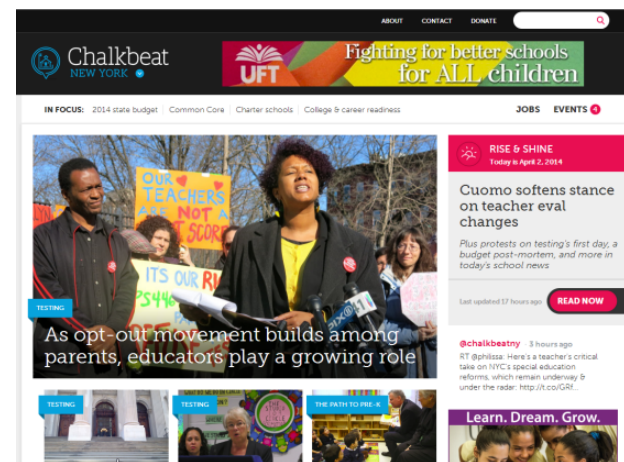 ABOUT CONTACT DONATE
Chalkbeat
NEW YORK
UFT
Fighting for better schools
for ALL children
IN FOCUS: 2014 state budget Common Core Charter schools College & career readiness
JOBS EVENTS 4
OUR
TEACHERS
ARE NOT A
SCORE
ITS OUR
PS446
TESTING
As opt-out movement builds among
parents, educators play a growing role
RISE & SHINE
Today is April 2, 2014
Cuomo softens stance
on teacher eval
changes
Plus protests on testing's first day, a
budget post-mortem, and more in
today's school news
Last updated 17 hours ago READ NOW
@chalkbeatny · 3 hours ago
RT @philissa: Here's a teacher's critical
take on NYC's special education
reforms, which remain underway &
under the radar: http://t.co/GRf...
TESTING
TESTING
THE PATH TO PRE-K
Learn. Dream. Grow.